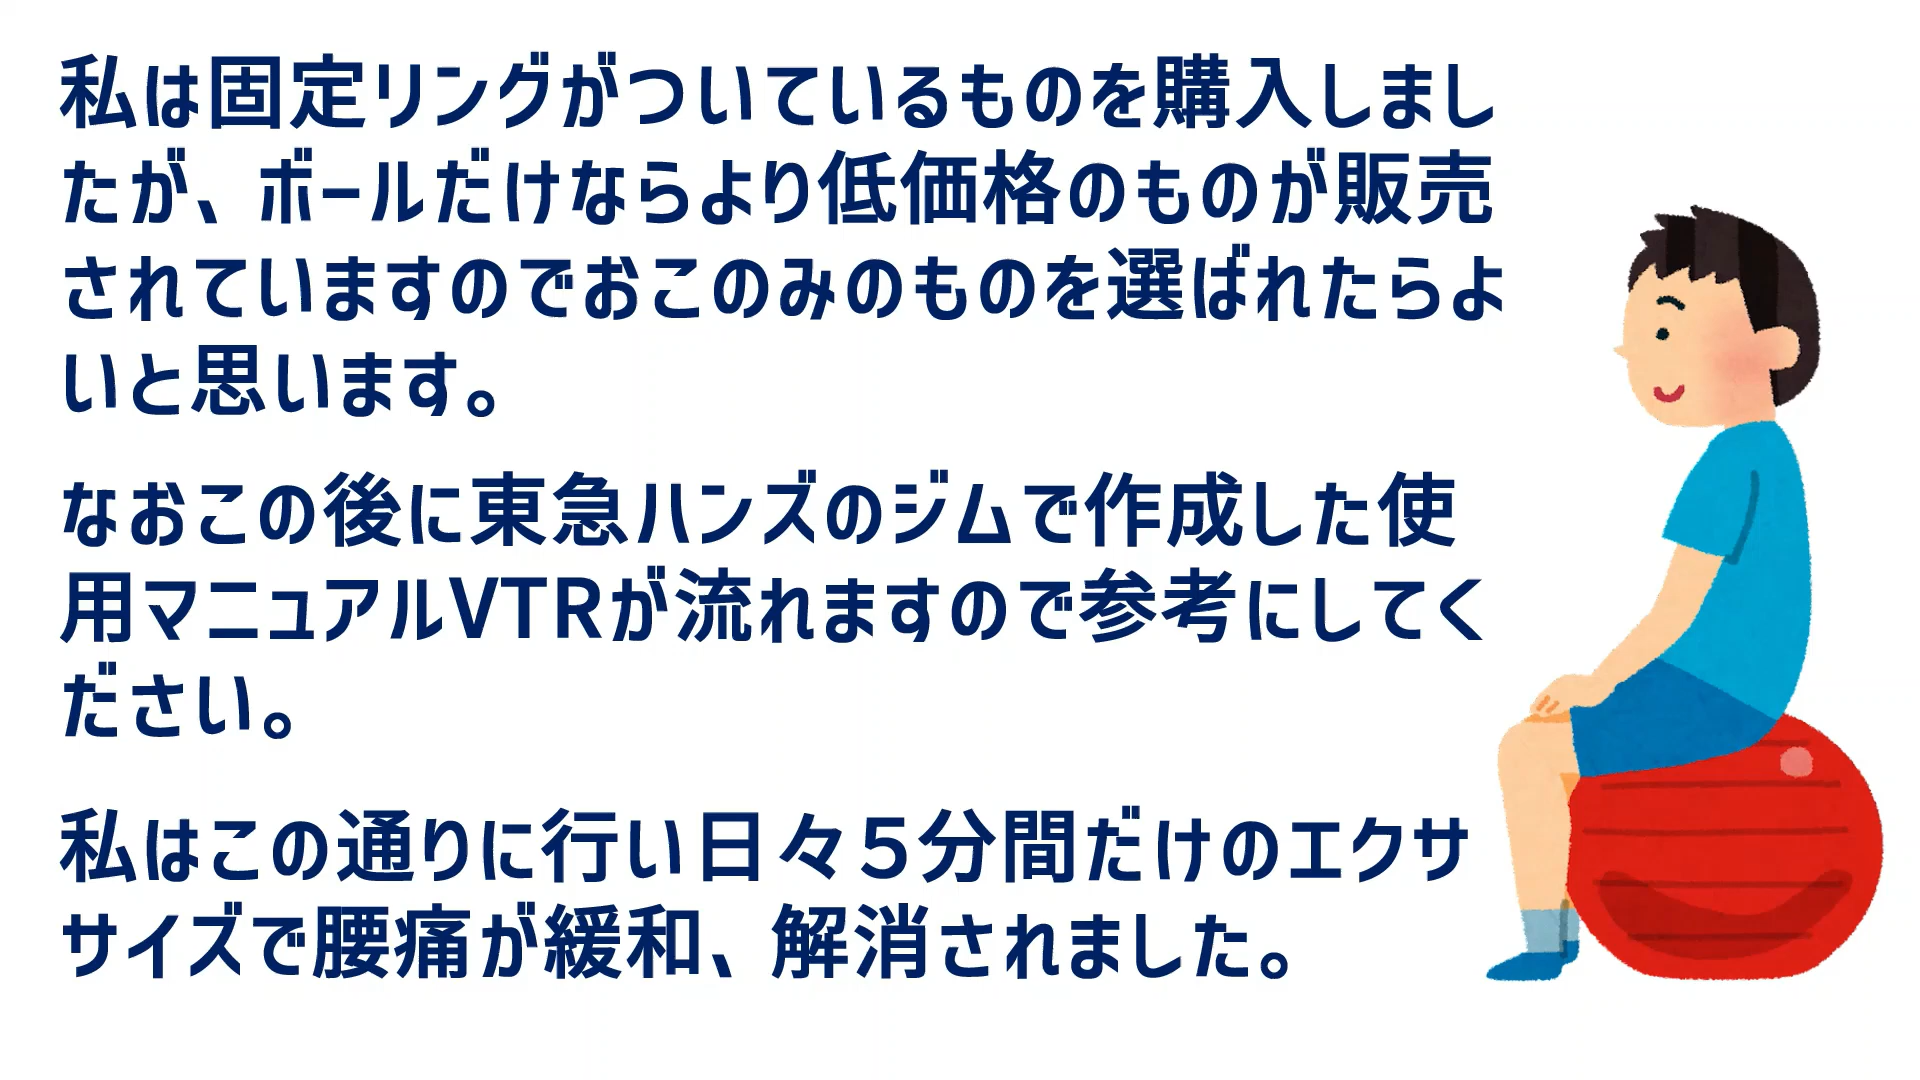 私は固定リングがついているものを購入しまし
たが、ボールだけならより低価格のものが販売
されていますのでおこのみのものを選ばれたらよ
いと思います。
なおこの後に東急ハンズのジムで作成した使
用マニュアルVTRが流れますので参考にしてく
ださい。
私はこの通りに行い日々５分間だけのエクサ
サイズで腰痛が緩和、解消されました。